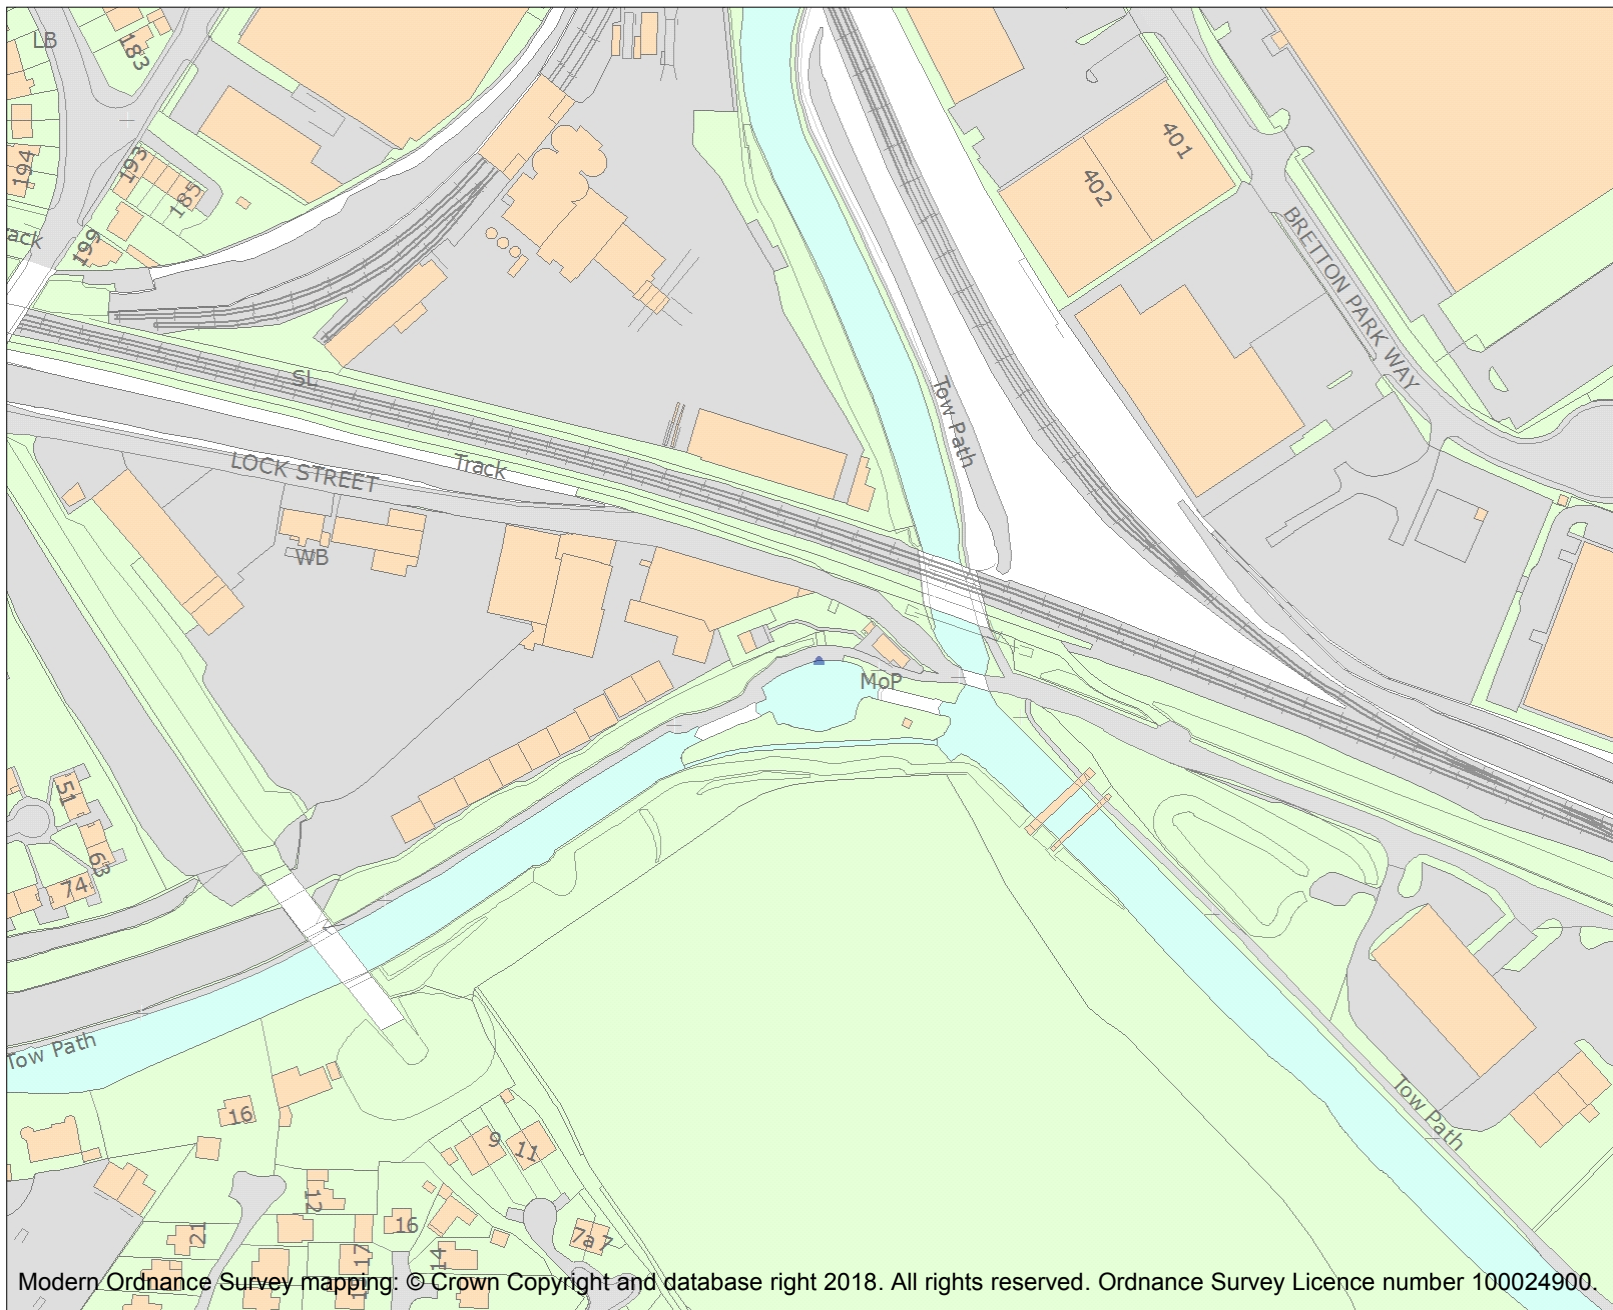 LB
183
401
194
193
402
185
ack
199
BRETTON PARK WAY
SL
Tow Path
Track
LOCK STREET
WB
MoP
51
63
74
Tow Path
Tow Path
16
9
11
12
16
21
7a
7
17
14
19
Modern Ordnance Survey mapping: © Crown Copyright and database right 2018. All rights reserved. Ordnance Survey Licence number 100024900.